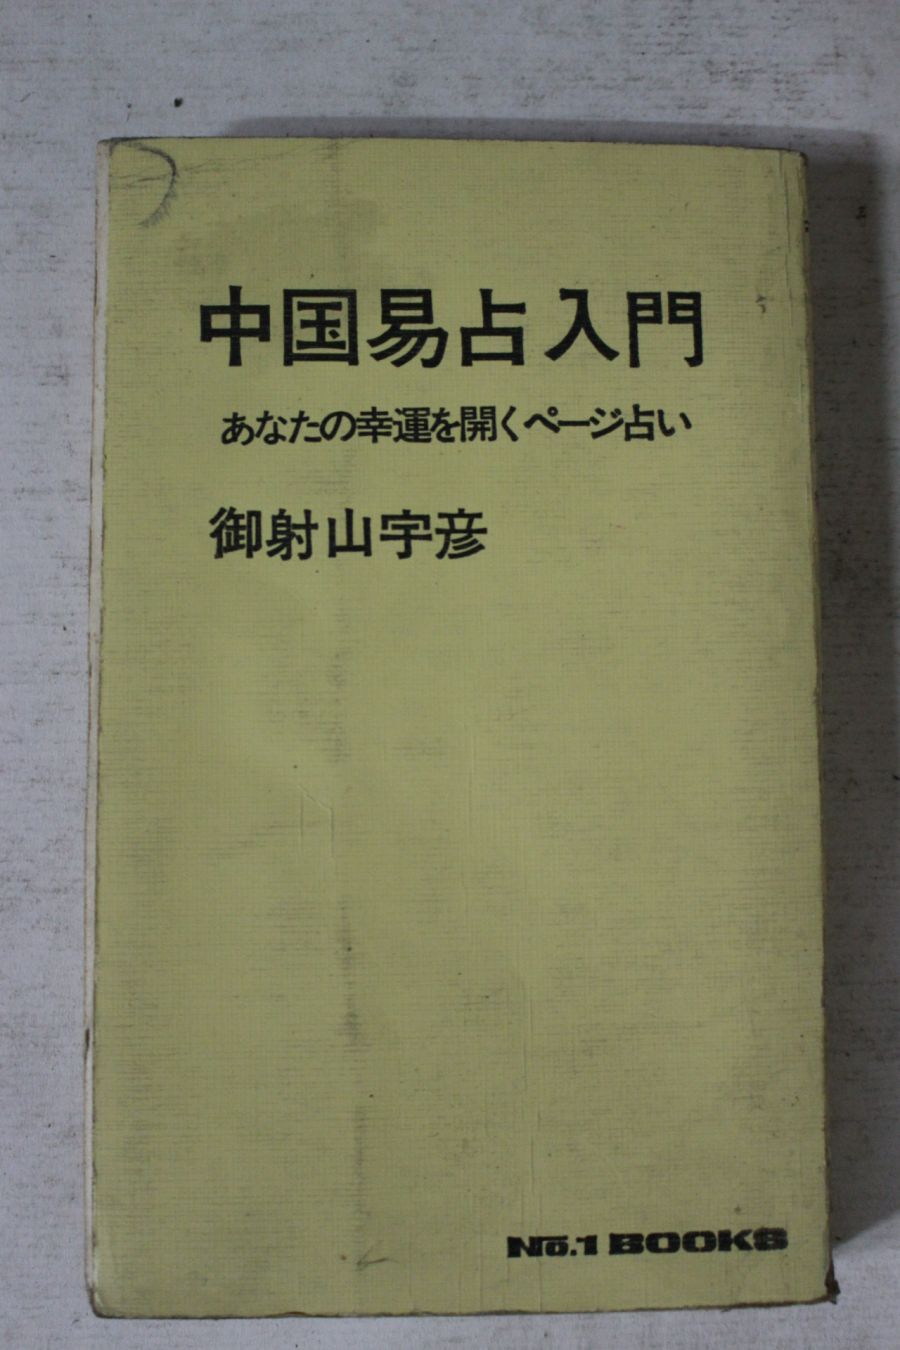 中国易占入門
あなたの幸運を開くページ占い
御射山宇彦
No.1 BOOKS